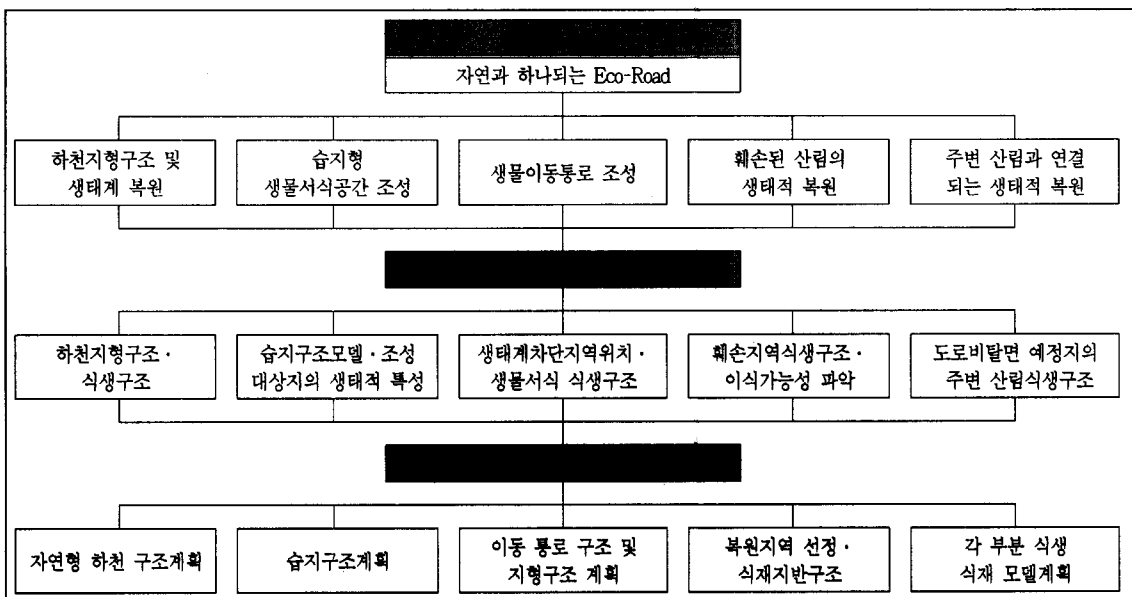 자연과 하나되는 Eco-Road
하천지형구조 및
생태계 복원
습지형
생물서식공간 조성
생물이동통로 조성
훼손된 산림의
생태적 복원
주변 산림과 연결
되는 생태적 복원
하천지형구조·
식생구조
습지구조모델·조성
대상지의 생태적 특성
생태계차단지역위치·
생물서식 식생구조
훼손지역식생구조·
이식가능성 파악
도로비탈면 예정지의
주변 산림식생구조
자연형 하천 구조계획
습지구조계획
이동 통로 구조 및
지형구조 계획
복원지역 선정·
식재지반구조
각 부분 식생
식재 모델계획